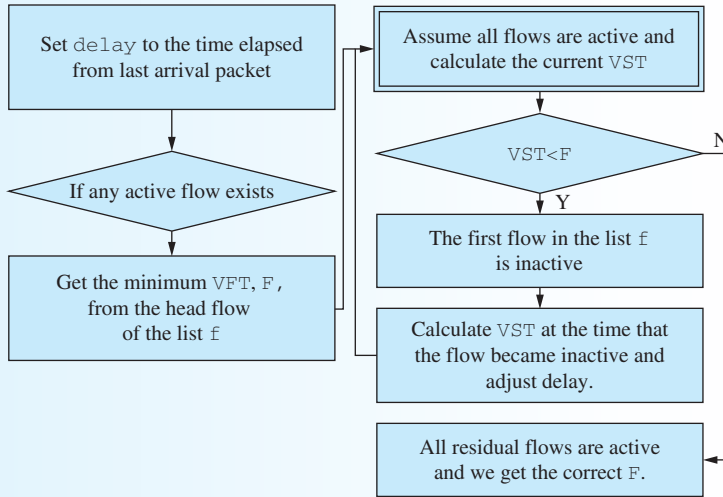 Set delay to the time elapsed
from last arrival packet
If any active flow exists
Get the minimum VFT, F,
from the head flow
of the list f
Assume all flows are active and
calculate the current VST
VST<F
N
Y
The first flow in the list f
is inactive
Calculate VST at the time that
the flow became inactive and
adjust delay.
All residual flows are active
and we get the correct F.